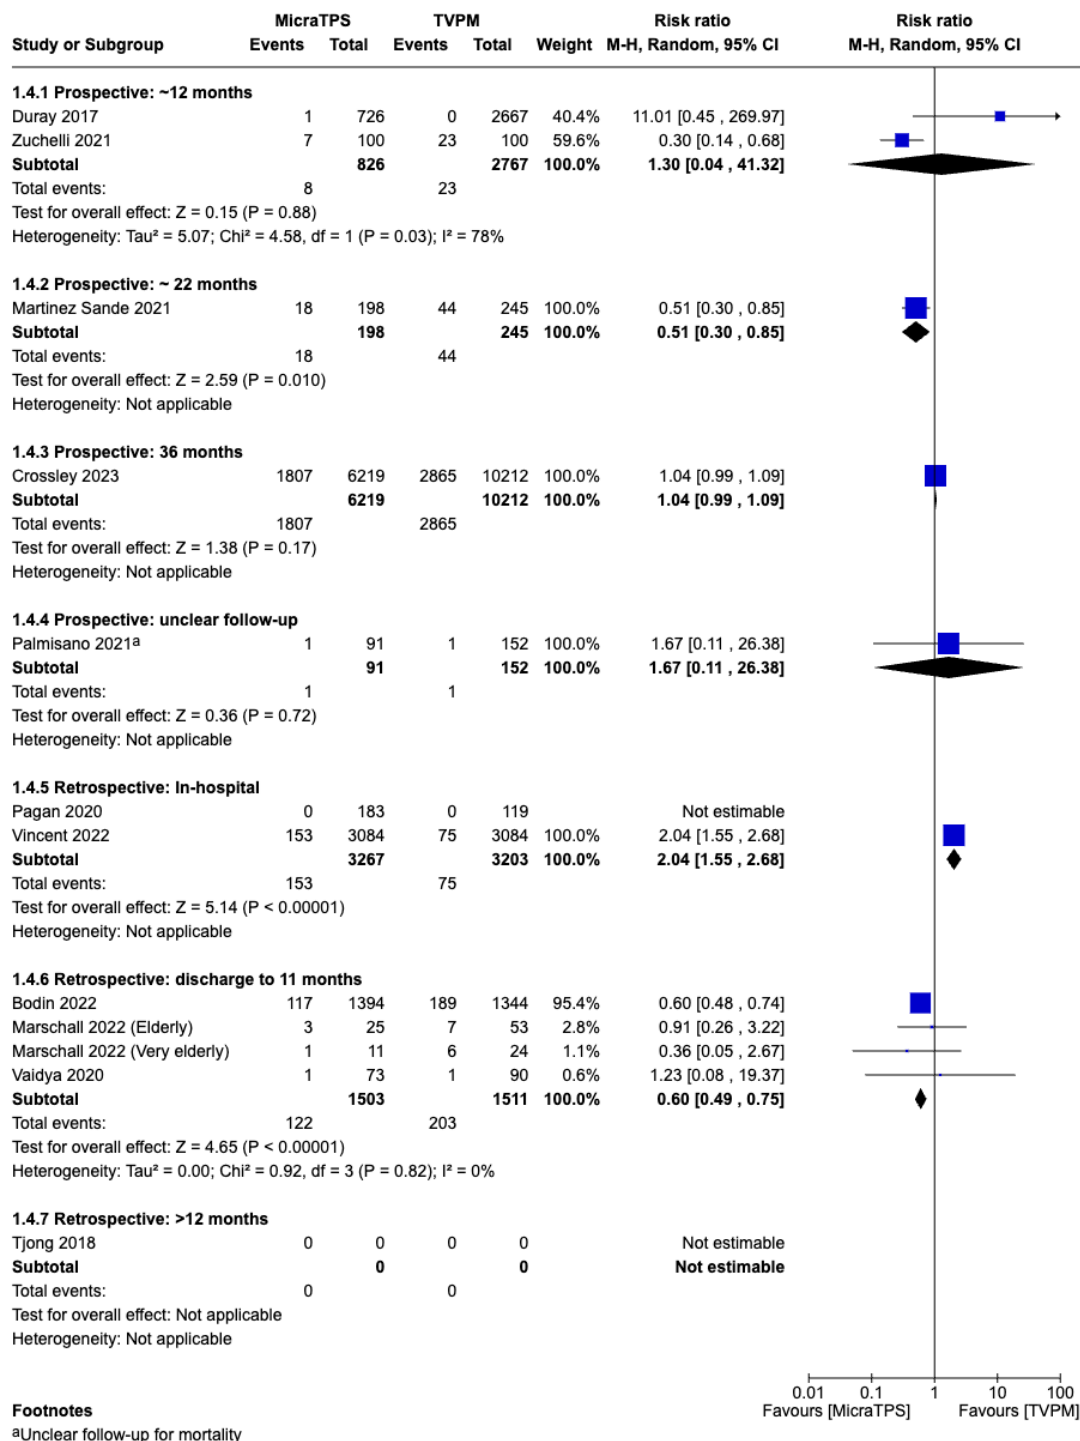 MicraTPS TVPM Risk ratio Risk ratio
Study or Subgroup Events Total Events Total Weight M-H, Random, 95% CI M-H, Random, 95% CI
1.4.1 Prospective: ~12 months
Duray 2017 1 726 0 2667 40.4% 11.01 [0.45 , 269.97]
Zuchelli 2021 7 100 23 100 59.6% 0.30 [0.14 , 0.68]
Subtotal 826 2767 100.0% 1.30 [0.04 , 41.32]
Total events: 8 23
Test for overall effect: Z = 0.15 (P = 0.88)
Heterogeneity: Tau² = 5.07; Chi² = 4.58, df = 1 (P = 0.03); I² = 78%
1.4.2 Prospective: ~ 22 months
Martinez Sande 2021 18 198 44 245 100.0% 0.51 [0.30 , 0.85]
Subtotal 198 245 100.0% 0.51 [0.30 , 0.85]
Total events: 18 44
Test for overall effect: Z = 2.59 (P = 0.010)
Heterogeneity: Not applicable
1.4.3 Prospective: 36 months
Crossley 2023 1807 6219 2865 10212 100.0% 1.04 [0.99 , 1.09]
Subtotal 6219 10212 100.0% 1.04 [0.99 , 1.09]
Total events: 1807 2865
Test for overall effect: Z = 1.38 (P = 0.17)
Heterogeneity: Not applicable
1.4.4 Prospective: unclear follow-up
Palmisano 2021ª 1 91 1 152 100.0% 1.67 [0.11 , 26.38]
Subtotal 91 152 100.0% 1.67 [0.11 , 26.38]
Total events: 1 1
Test for overall effect: Z = 0.36 (P = 0.72)
Heterogeneity: Not applicable
1.4.5 Retrospective: In-hospital
Pagan 2020 0 183 0 119 Not estimable
Vincent 2022 153 3084 75 3084 100.0% 2.04 [1.55 , 2.68]
Subtotal 3267 3203 100.0% 2.04 [1.55 , 2.68]
Total events: 153 75
Test for overall effect: Z = 5.14 (P < 0.00001)
Heterogeneity: Not applicable
1.4.6 Retrospective: discharge to 11 months
Bodin 2022 117 1394 189 1344 95.4% 0.60 [0.48 , 0.74]
Marschall 2022 (Elderly) 3 25 7 53 2.8% 0.91 [0.26 , 3.22]
Marschall 2022 (Very elderly) 1 11 6 24 1.1% 0.36 [0.05 , 2.67]
Vaidya 2020 1 73 1 90 0.6% 1.23 [0.08 , 19.37]
Subtotal 1503 1511 100.0% 0.60 [0.49 , 0.75]
Total events: 122 203
Test for overall effect: Z = 4.65 (P < 0.00001)
Heterogeneity: Tau² = 0.00; Chi² = 0.92, df = 3 (P = 0.82); I² = 0%
1.4.7 Retrospective: >12 months
Tjong 2018 0 0 0 0 Not estimable
Subtotal 0 0 Not estimable
Total events: 0 0
Test for overall effect: Not applicable
Heterogeneity: Not applicable
0.01 0.1 1 10 100
Favours [MicraTPS] Favours [TVPM]
Footnotes
ªUnclear follow-up for mortality